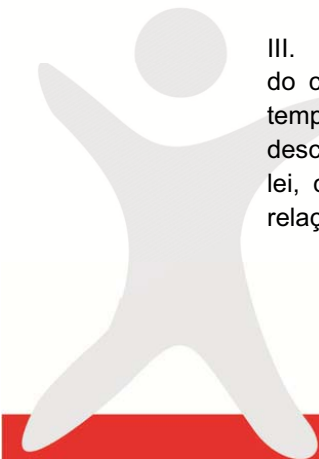 III.
do c
temp
desc
lei, c
relaç